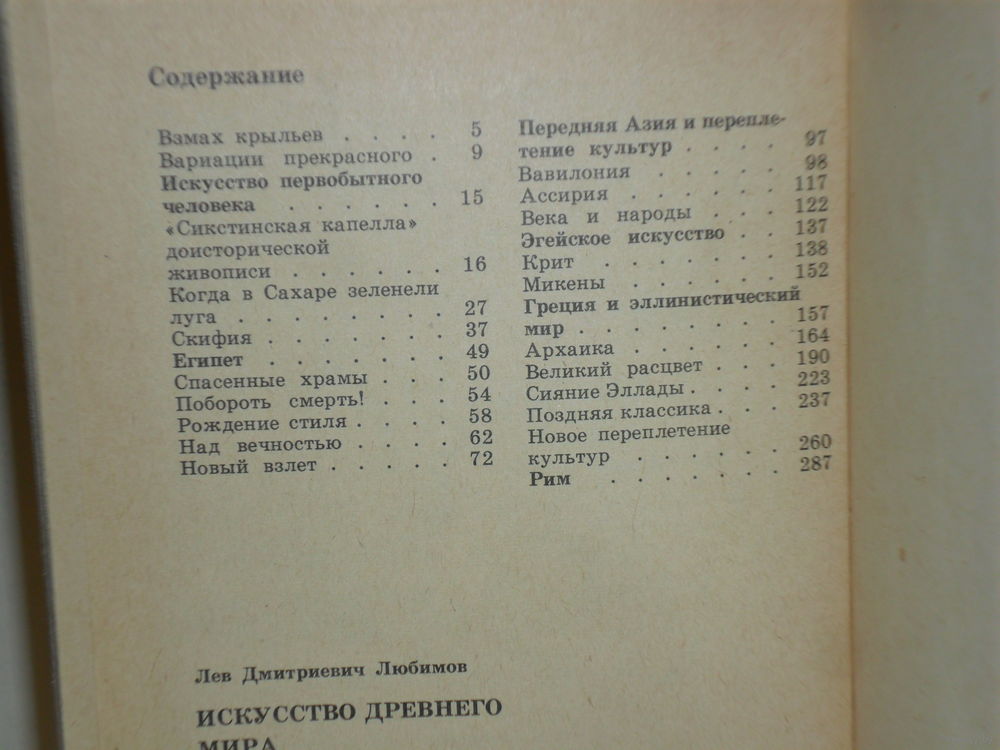 Содержание
Взмах крыльев . . . . 5
Вариации прекрасного . 9
Искусство первобытного
человека . . . . . . 15
«Сикстинская капелла»
доисторической
живописи . . . . . . 16
Когда в Сахаре зеленели
луга . . . . . . . . 27
Скифия . . . . . . . 37
Египет . . . . . . . 49
Спасенные храмы . . . 50
Побороть смерть! . . . 54
Рождение стиля . . . . 58
Над вечностью . . . . 62
Новый взлет . . . . . 72
Передняя Азия и перепле-
тение культур . . . . 97
Вавилония . . . . . 98
Ассирия . . . . . . 117
Века и народы . . . 122
Эгейское искусство . . 137
Крит . . . . . . . 138
Микены . . . . . . 152
Греция и эллинистический
мир . . . . . . . . 157
Архаика . . . . . . 164
Великий расцвет . . . 190
Сияние Эллады . . . . 223
Поздняя классика . . . 237
Новое переплетение
культур . . . . . . 260
Рим . . . . . . . 287
Лев Дмитриевич Любимов
ИСКУССТВО ДРЕВНЕГО
МИРА